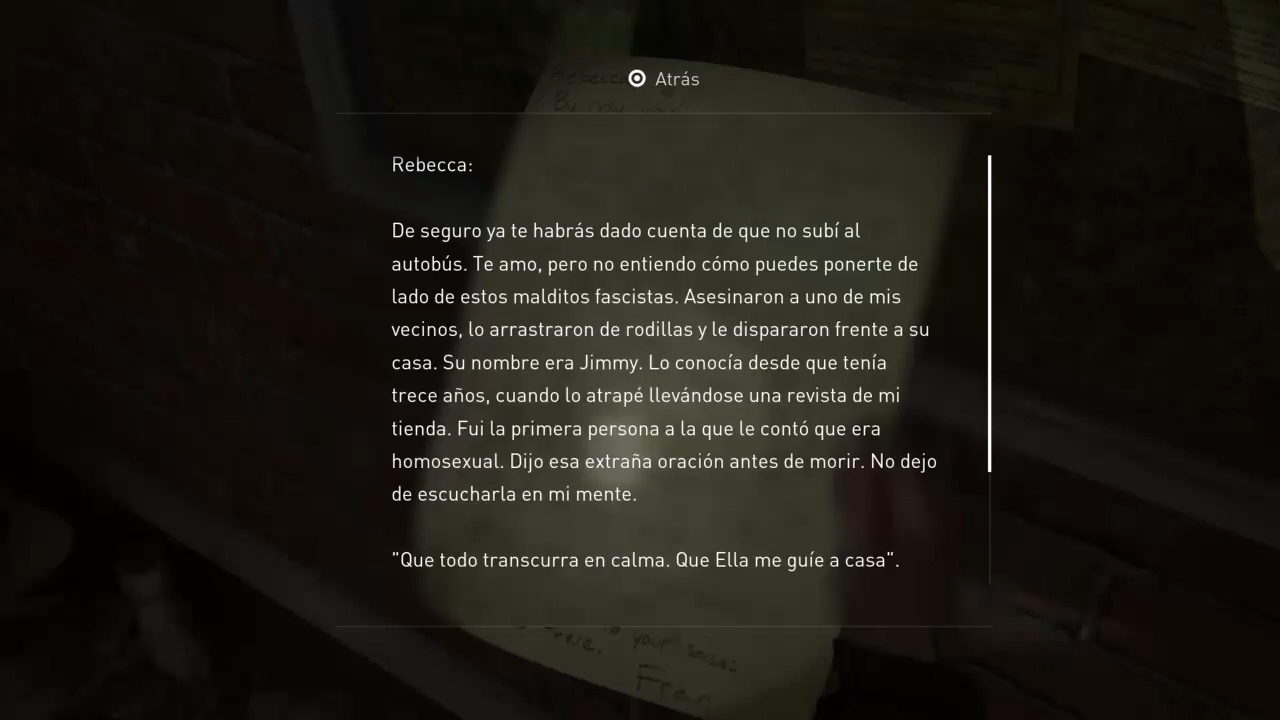 Atrás
Rebecca:
De seguro ya te habrás dado cuenta de que no subí al
autobús. Te amo, pero no entiendo cómo puedes ponerte de
lado de estos malditos fascistas. Asesinaron a uno de mis
vecinos, lo arrastraron de rodillas y le dispararon frente a su
casa. Su nombre era Jimmy. Lo conocía desde que tenía
trece años, cuando lo atrapé llevándose una revista de mi
tienda. Fui la primera persona a la que le contó que era
homosexual. Dijo esa extraña oración antes de morir. No dejo
de escucharla en mi mente.
"Que todo transcurra en calma. Que Ella me guíe a casa".
your
Fran